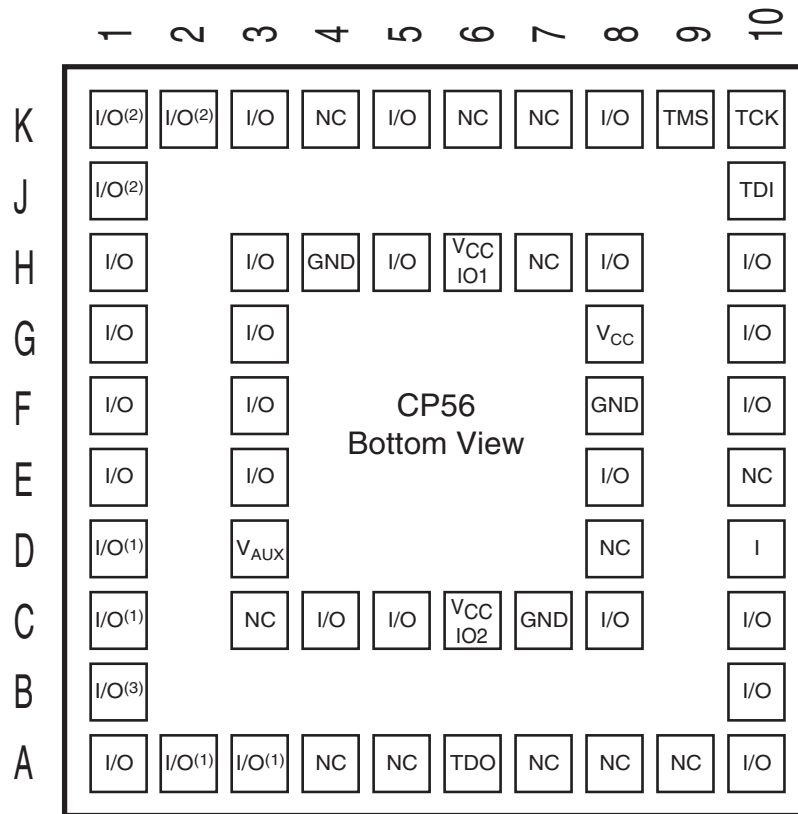 1 2 3 4 5 6 7 8 9 10
K I/O(2) I/O(2) I/O NC I/O NC NC I/O TMS TCK
J I/O(2) TDI
H I/O I/O GND I/O VCC IO1 NC I/O I/O
G I/O I/O VCC I/O
F I/O I/O GND I/O
E I/O I/O I/O NC
CP56
Bottom View
D I/O(1) VAUX NC I
C I/O(1) NC I/O I/O VCC IO2 GND I/O I/O
B I/O(3) I/O
A I/O I/O(1) I/O(1) NC NC TDO NC NC NC I/O